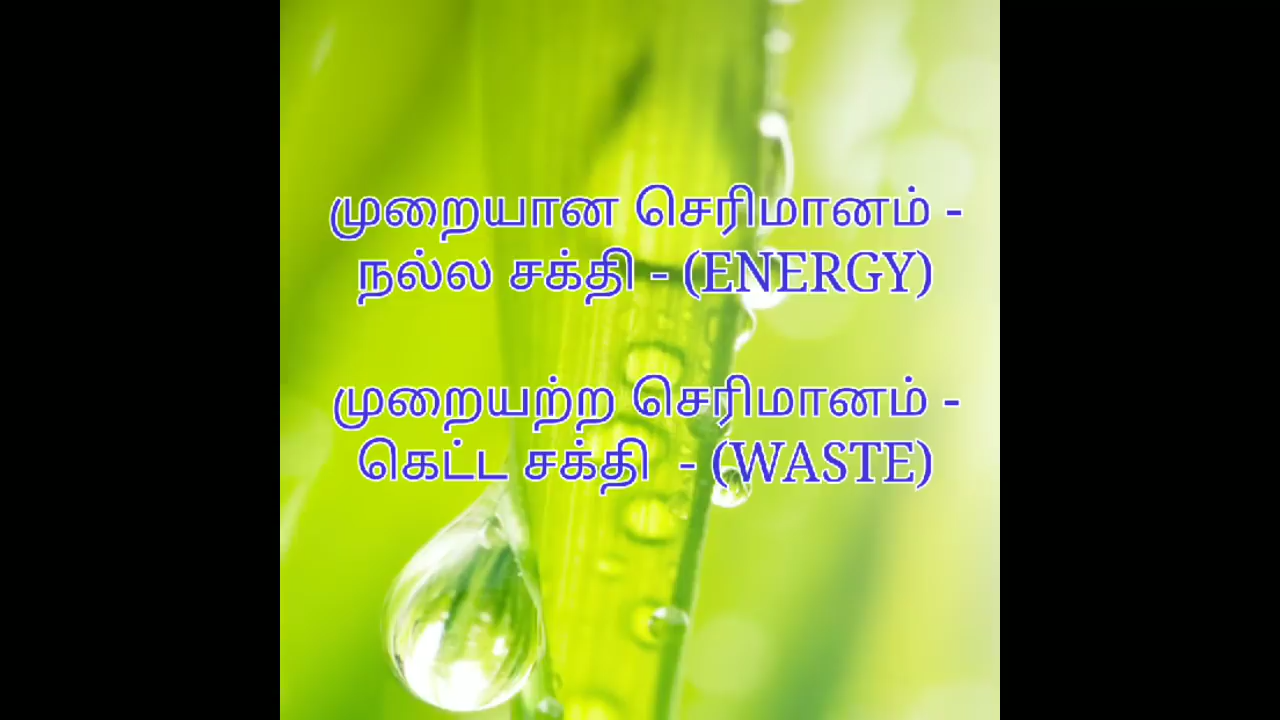 முறையான செரிமானம் -
நல்ல சக்தி - (ENERGY)
முறையற்ற செரிமானம் -
கெட்ட சக்தி - (WASTE)